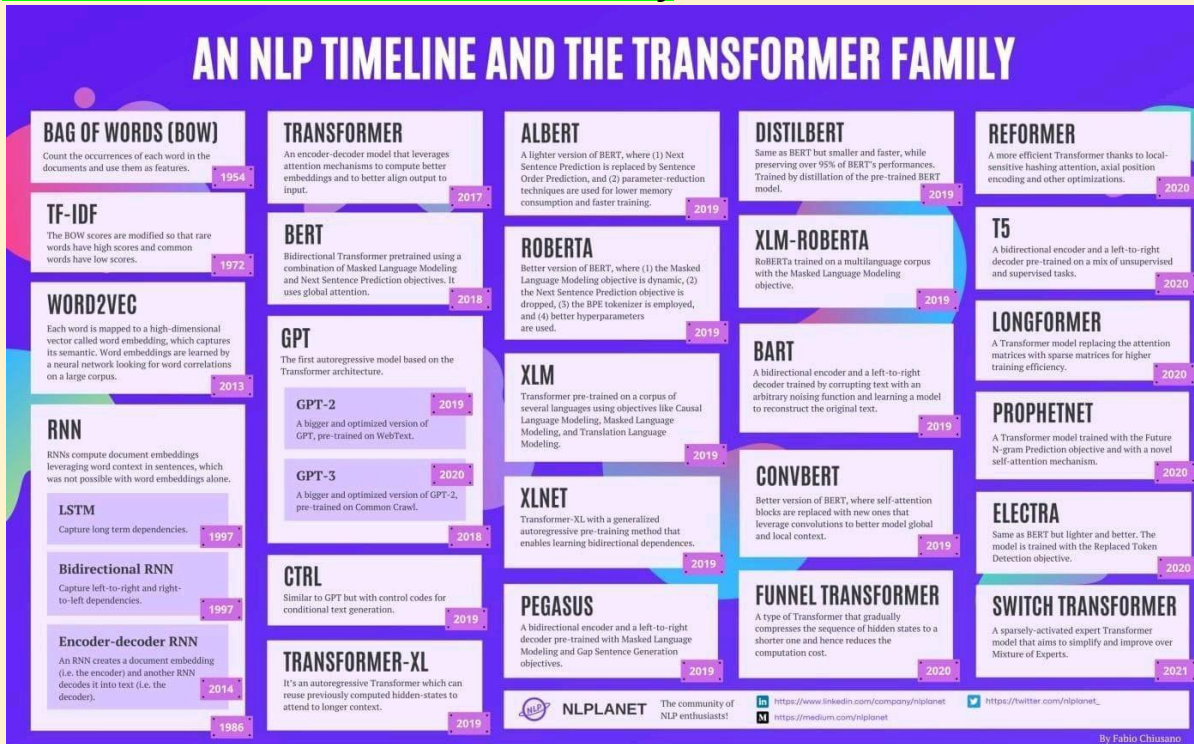 AN NLP TIMELINE AND THE TRANSFORMER FAMILY
BAG OF WORDS (BOW)
Count the occurrences of each word in the
documents and use them as features.
1954
TF-IDF
The BOW scores are modified so that rare
words have high scores and common
words have low scores.
1972
WORD2VEC
Each word is mapped to a high-dimensional
vector called word embedding, which captures
its semantic. Word embeddings are learned by
a neural network looking for word correlations
on a large corpus.
2013
RNN
RNNs compute document embeddings
leveraging word context in sentences, which
was not possible with word embeddings alone.
LSTM
Capture long term dependencies.
1997
Bidirectional RNN
Capture left-to-right and right-
to-left dependencies.
1997
Encoder-decoder RNN
An RNN creates a document embedding
(i.e. the encoder) and another RNN
decodes it into text (i.e. the
decoder).
2014
1986
TRANSFORMER
An encoder-decoder model that leverages
attention mechanisms to compute better
embeddings and to better align output to
input.
2017
BERT
Bidirectional Transformer pretrained using a
combination of Masked Language Modeling
and Next Sentence Prediction objectives. It
uses global attention.
2018
GPT
The first autoregressive model based on the
Transformer architecture.
GPT-2
2019
A bigger and optimized version of
GPT, pre-trained on WebText.
GPT-3
2020
A bigger and optimized version of GPT-2,
pre-trained on Common Crawl.
2018
CTRL
Similar to GPT but with control codes for
conditional text generation.
2019
TRANSFORMER-XL
It's an autoregressive Transformer which can
reuse previously computed hidden-states to
attend to longer context.
2019
ALBERT
A lighter version of BERT, where (1) Next
Sentence Prediction is replaced by Sentence
Order Prediction, and (2) parameter-reduction
techniques are used for lower memory
consumption and faster training.
2019
ROBERTA
Better version of BERT, where (1) the Masked
Language Modeling objective is dynamic, (2)
the Next Sentence Prediction objective is
dropped, (3) the BPE tokenizer is employed,
and (4) better hyperparameters
are used.
2019
XLM
Transformer pre-trained on a corpus of
several languages using objectives like Causal
Language Modeling, Masked Language
Modeling, and Translation Language
Modeling.
2019
XLNET
Transformer-XL with a generalized
autoregressive pre-training method that
enables learning bidirectional dependences.
2019
PEGASUS
A bidirectional encoder and a left-to-right
decoder pre-trained with Masked Language
Modeling and Gap Sentence Generation
objectives.
2019
DISTILBERT
Same as BERT but smaller and faster, while
preserving over 95% of BERT's performances.
Trained by distillation of the pre-trained BERT
model.
2019
XLM-ROBERTA
RoBERTa trained on a multilanguage corpus
with the Masked Language Modeling
objective.
2019
BART
A bidirectional encoder and a left-to-right
decoder trained by corrupting text with an
arbitrary noising function and learning a model
to reconstruct the original text.
2019
CONVBERT
Better version of BERT, where self-attention
blocks are replaced with new ones that
leverage convolutions to better model global
and local context.
2019
FUNNEL TRANSFORMER
A type of Transformer that gradually
compresses the sequence of hidden states to a
shorter one and hence reduces the
computation cost.
2020
REFORMER
A more efficient Transformer thanks to local-
sensitive hashing attention, axial position
encoding and other optimizations.
2020
T5
A bidirectional encoder and a left-to-right
decoder pre-trained on a mix of unsupervised
and supervised tasks.
2020
LONGFORMER
A Transformer model replacing the attention
matrices with sparse matrices for higher
training efficiency.
2020
PROPHETNET
A Transformer model trained with the Future
N-gram Prediction objective and with a novel
self-attention mechanism.
2020
ELECTRA
Same as BERT but lighter and better. The
model is trained with the Replaced Token
Detection objective.
2020
SWITCH TRANSFORMER
A sparsely-activated expert Transformer
model that aims to simplify and improve over
Mixture of Experts.
2021
NLP
NLPLANET
The community of
NLP enthusiasts!
in https://www.linkedin.com/company/nlplanet
M https://medium.com/nlplanet
https://twitter.com/nlplanet_
By Fabio Chiusano